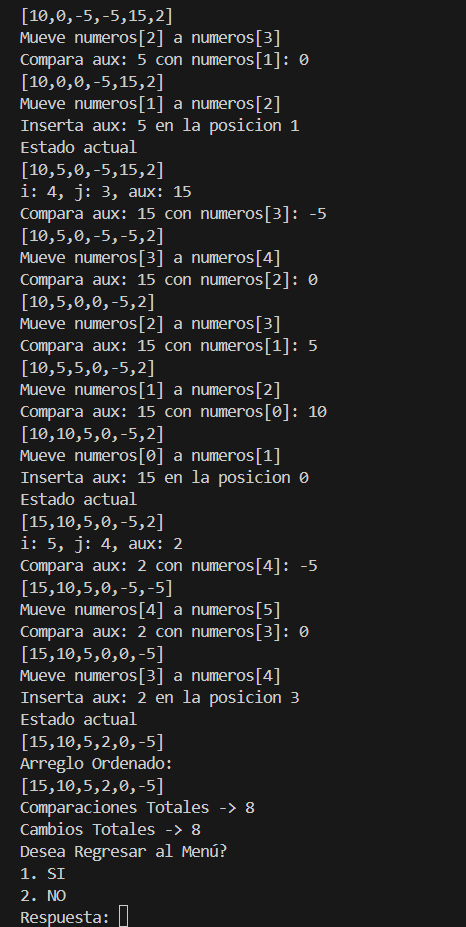 [10,0,-5,-5,15,2]
Mueve numeros[2] a numeros[3]
Compara aux: 5 con numeros[1]: 0
[10,0,0,-5,15,2]
Mueve numeros[1] a numeros[2]
Inserta aux: 5 en la posicion 1
Estado actual
[10,5,0,-5,15,2]
i: 4, j: 3, aux: 15
Compara aux: 15 con numeros[3]: -5
[10,5,0,-5,-5,2]
Mueve numeros[3] a numeros[4]
Compara aux: 15 con numeros[2]: 0
[10,5,0,0,-5,2]
Mueve numeros[2] a numeros[3]
Compara aux: 15 con numeros[1]: 5
[10,5,5,0,-5,2]
Mueve numeros[1] a numeros[2]
Compara aux: 15 con numeros[0]: 10
[10,10,5,0,-5,2]
Mueve numeros[0] a numeros[1]
Inserta aux: 15 en la posicion 0
Estado actual
[15,10,5,0,-5,2]
i: 5, j: 4, aux: 2
Compara aux: 2 con numeros[4]: -5
[15,10,5,0,-5,-5]
Mueve numeros[4] a numeros[5]
Compara aux: 2 con numeros[3]: 0
[15,10,5,0,0,-5]
Mueve numeros[3] a numeros[4]
Inserta aux: 2 en la posicion 3
Estado actual
[15,10,5,2,0,-5]
Arreglo Ordenado:
[15,10,5,2,0,-5]
Comparaciones Totales -> 8
Cambios Totales -> 8
Desea Regresar al Menú?
1. SI
2. NO
Respuesta: